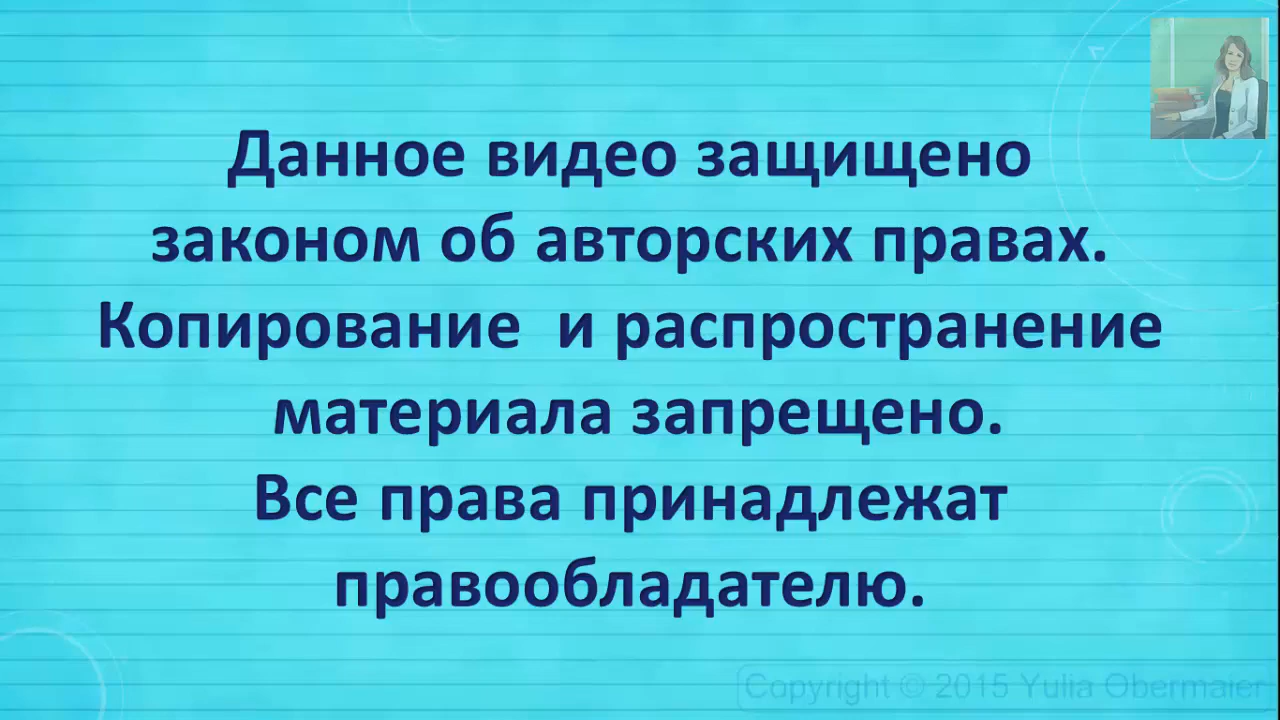 Данное видео защищено
законом об авторских правах.
Копирование и распространение
материала запрещено.
Все права принадлежат
правообладателю.
Copyright © 2015 Yulia Obermaier